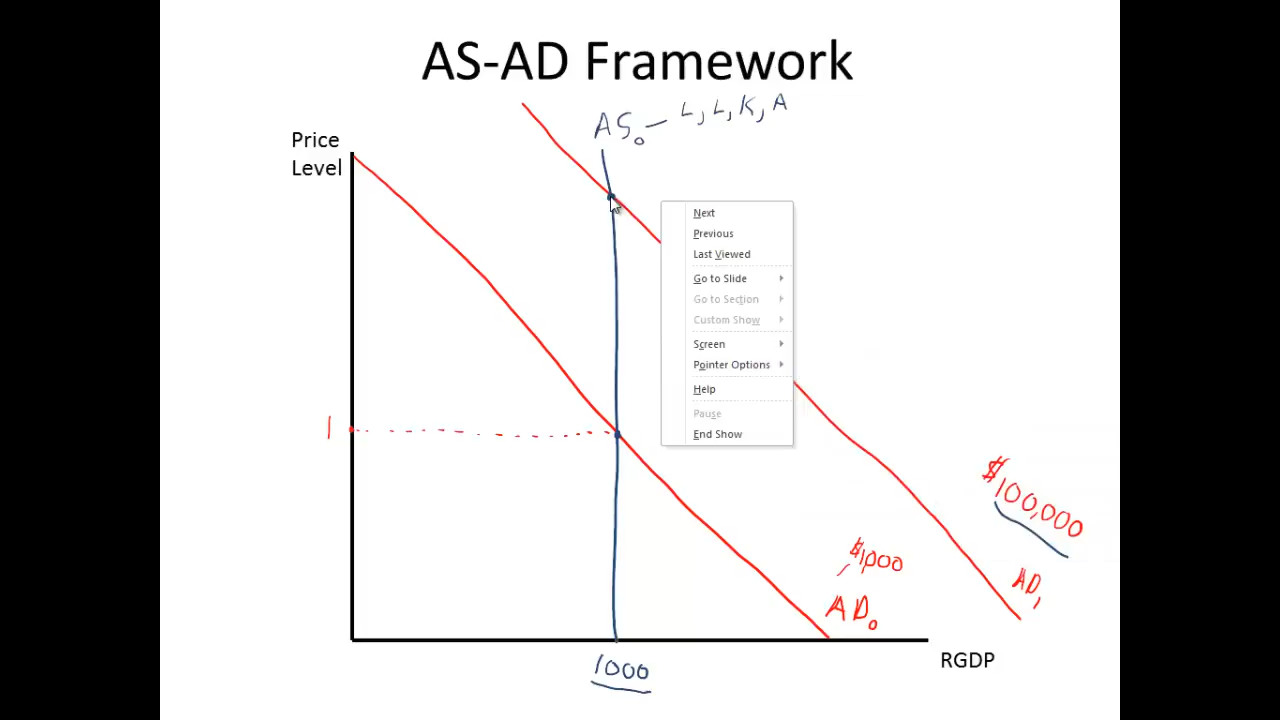 AS-AD Framework
AS₀ — L, L, K, A
Price
Level
Next
Previous
Last Viewed
Go to Slide
Go to Section
Custom Show
Screen
Pointer Options
Help
Pause
End Show
1
$100,000
$1000
AD₁
AD₀
RGDP
1000